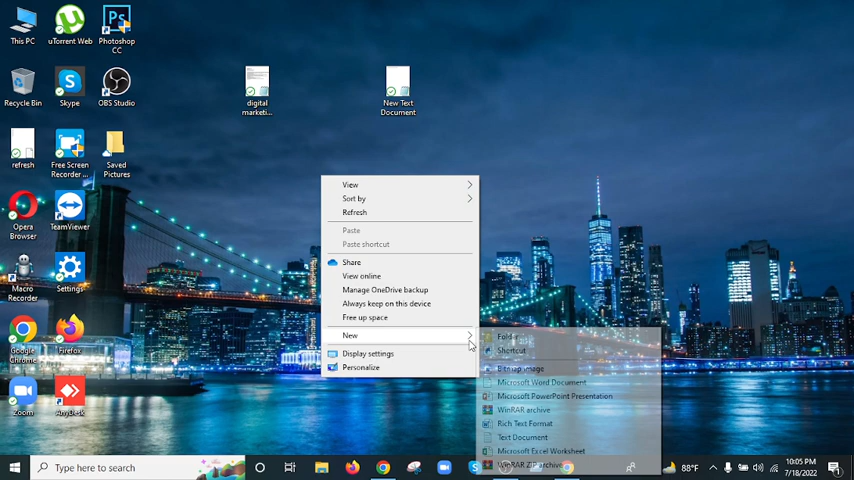 This PC
uTorrent Web
Photoshop
CC
Recycle Bin
Skype
OBS Studio
digital
marketi...
New Text
Document
refresh
Free Screen
Recorder ...
Saved
Pictures
Opera
Browser
TeamViewer
Macro
Recorder
Settings
Google
Chrome
Firefox
Zoom
AnyDesk
View
Sort by
Refresh
Paste
Paste shortcut
Share
View online
Manage OneDrive backup
Always keep on this device
Free up space
New
Display settings
Personalize
Folder
Shortcut
Bitmap image
Microsoft Word Document
Microsoft PowerPoint Presentation
WinRAR archive
Rich Text Format
Text Document
Microsoft Excel Worksheet
WinRAR ZIP archive
Type here to search
88°F
10:05 PM
7/18/2022